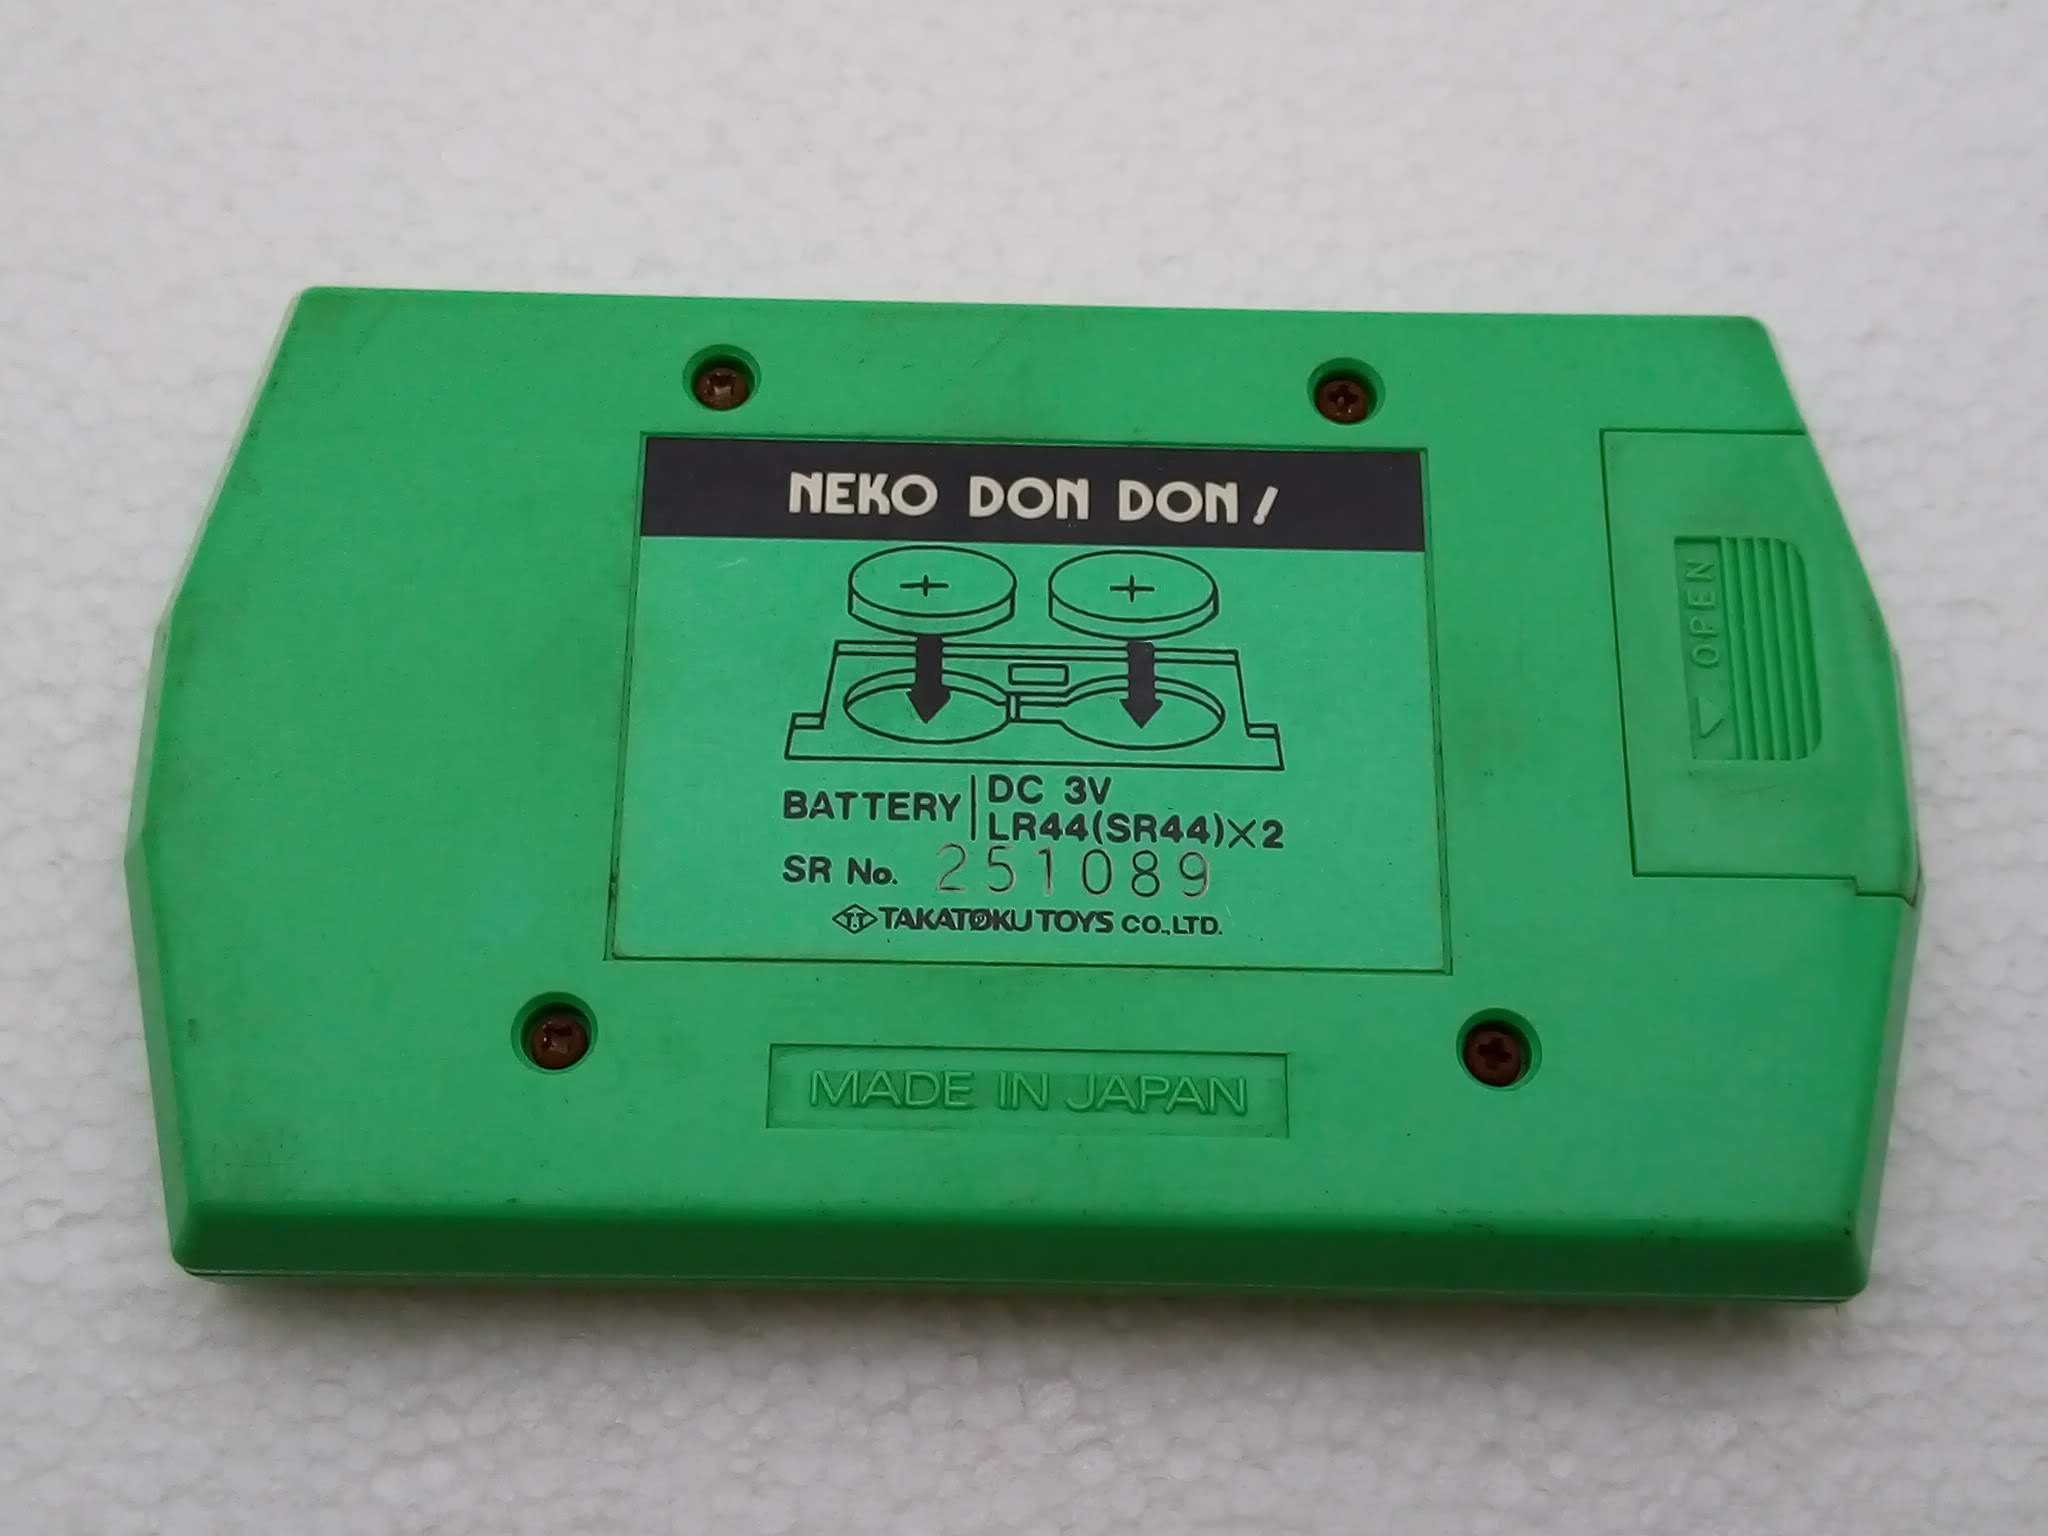 NEKO DON DON!
+ +
OPEN
BATTERY DC 3V
LR44(SR44)×2
SR No. 251089
T.T TAKATOKU TOYS CO.,LTD.
MADE IN JAPAN